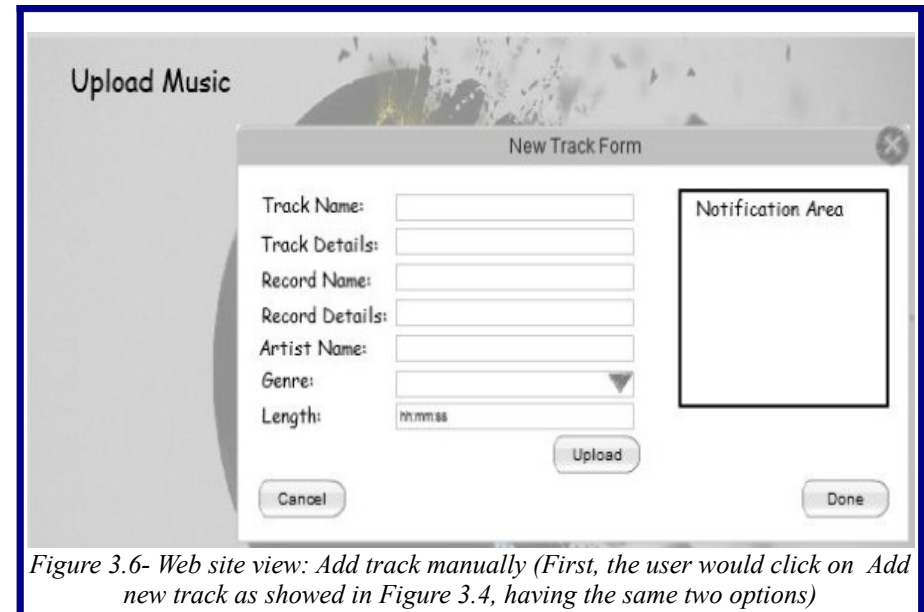 Upload Music
New Track Form
Track Name:
Track Details:
Record Name:
Record Details:
Artist Name:
Genre:
Length:
hh:mm:ss
Notification Area
Upload
Cancel
Done
Figure 3.6- Web site view: Add track manually (First, the user would click on Add
new track as showed in Figure 3.4, having the same two options)